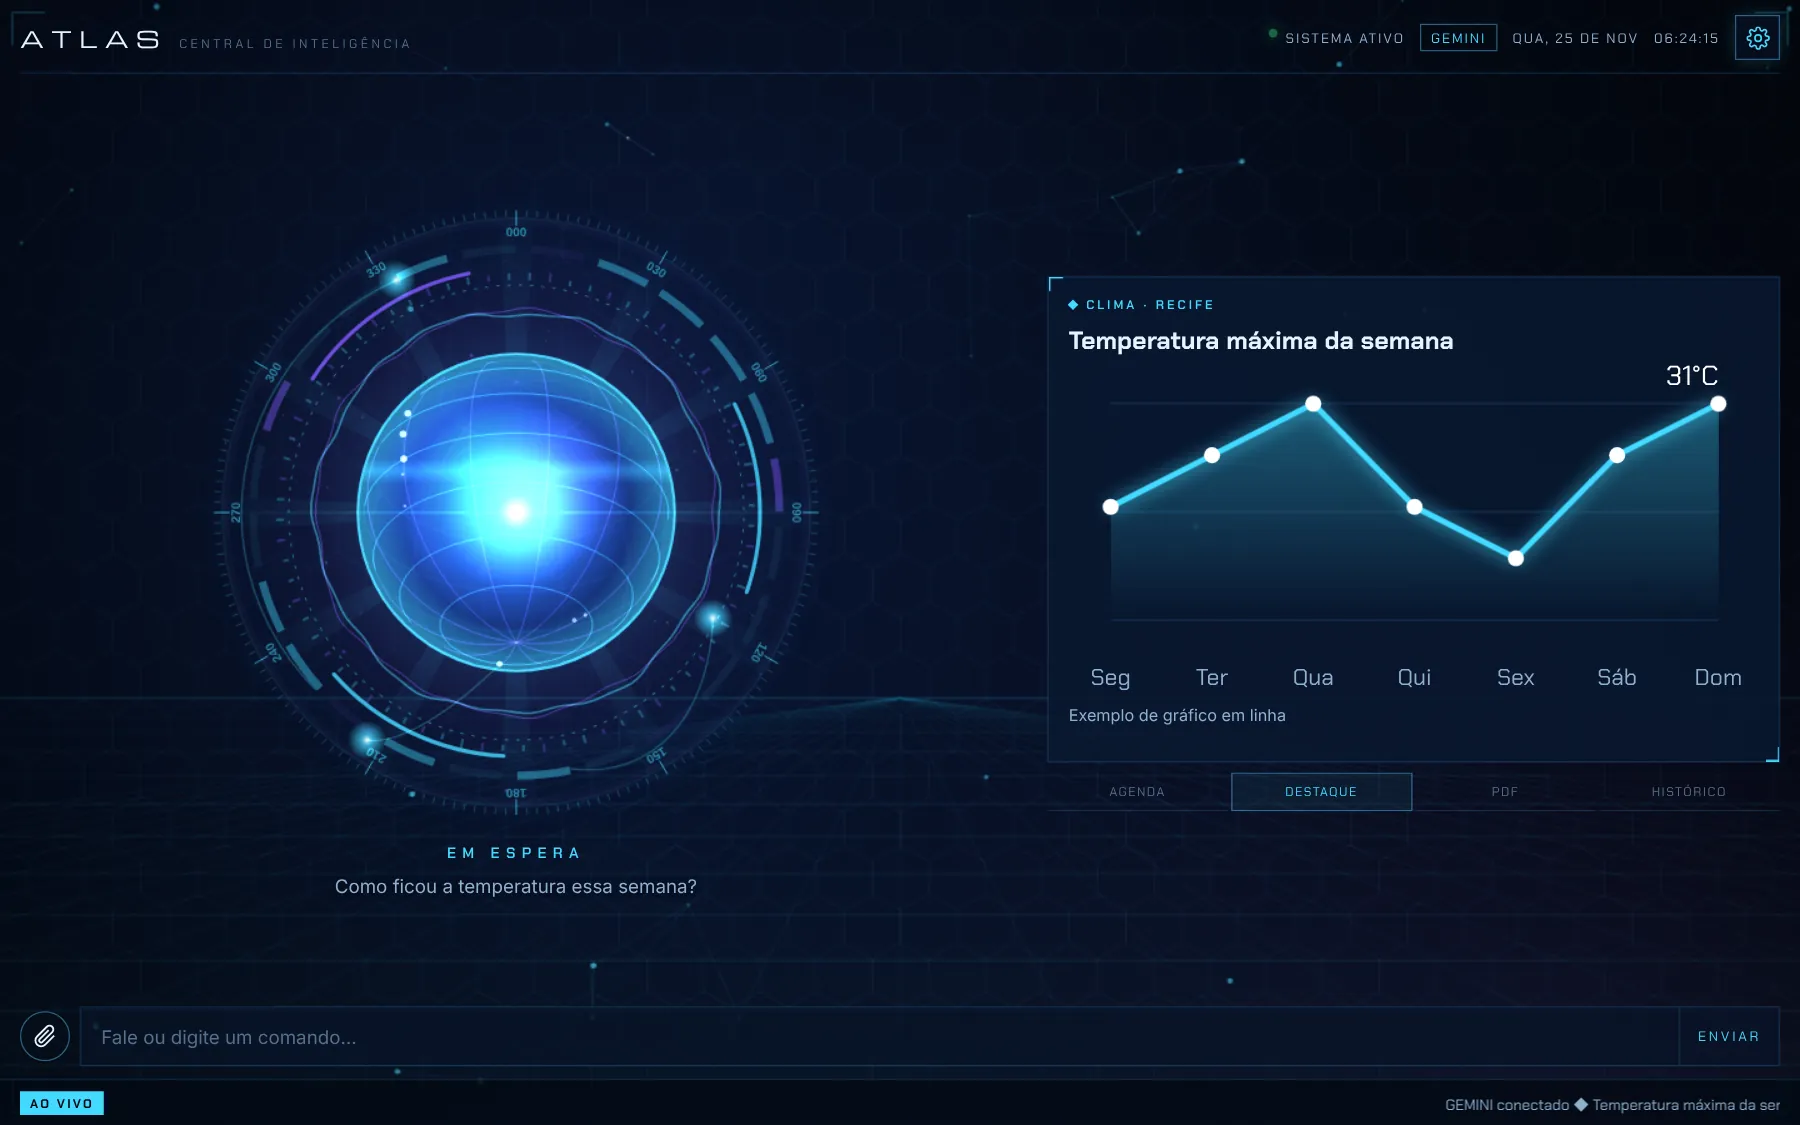 ATLAS CENTRAL DE INTELIGÊNCIA
SISTEMA ATIVO GEMINI QUA, 25 DE NOV 06:24:15
000
030
060
090
120
150
180
210
240
270
300
330
CLIMA · RECIFE
Temperatura máxima da semana
31°C
Seg Ter Qua Qui Sex Sáb Dom
Exemplo de gráfico em linha
AGENDA DESTAQUE PDF HISTÓRICO
EM ESPERA
Como ficou a temperatura essa semana?
Fale ou digite um comando...
ENVIAR
AO VIVO
GEMINI conectado ◆ Temperatura máxima da ser